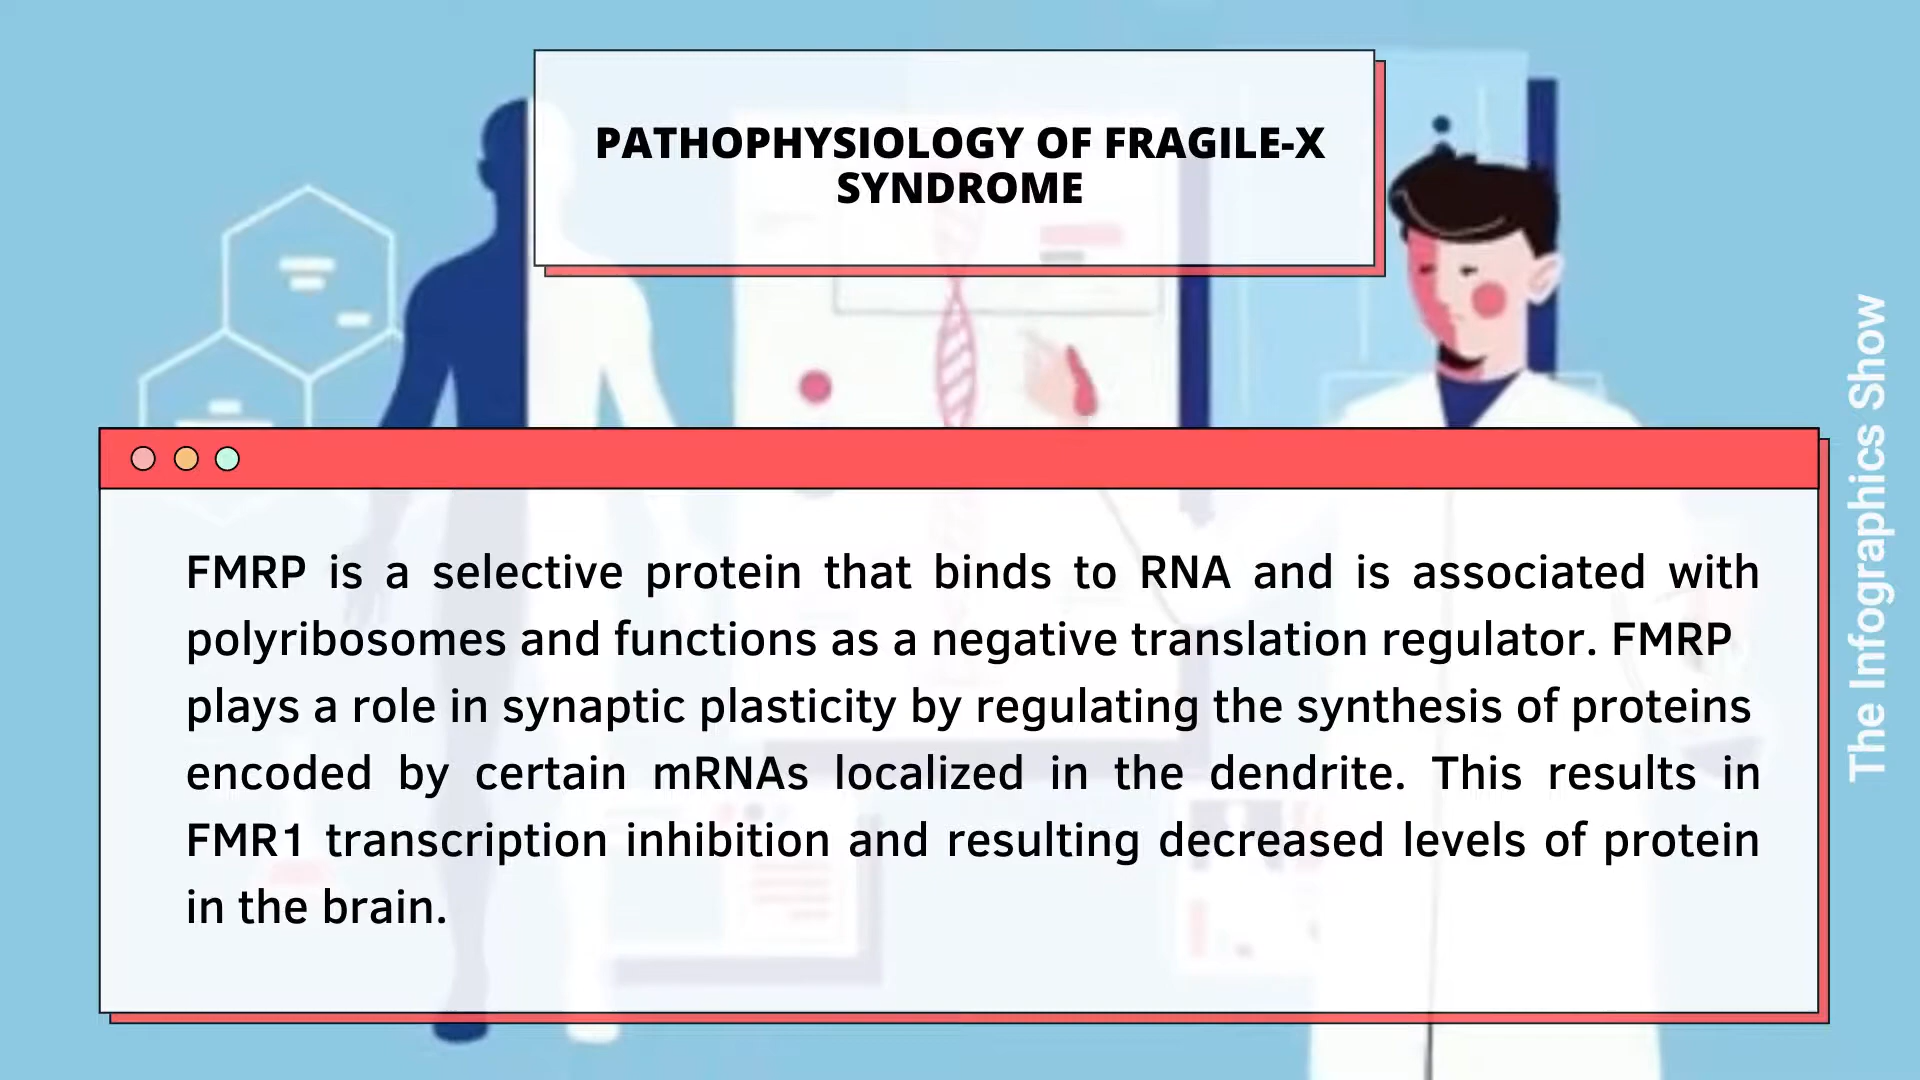 PATHOPHYSIOLOGY OF FRAGILE-X
SYNDROME
FMRP is a selective protein that binds to RNA and is associated with
polyribosomes and functions as a negative translation regulator. FMRP
plays a role in synaptic plasticity by regulating the synthesis of proteins
encoded by certain mRNAs localized in the dendrite. This results in
FMR1 transcription inhibition and resulting decreased levels of protein
in the brain.
The Infographics Show